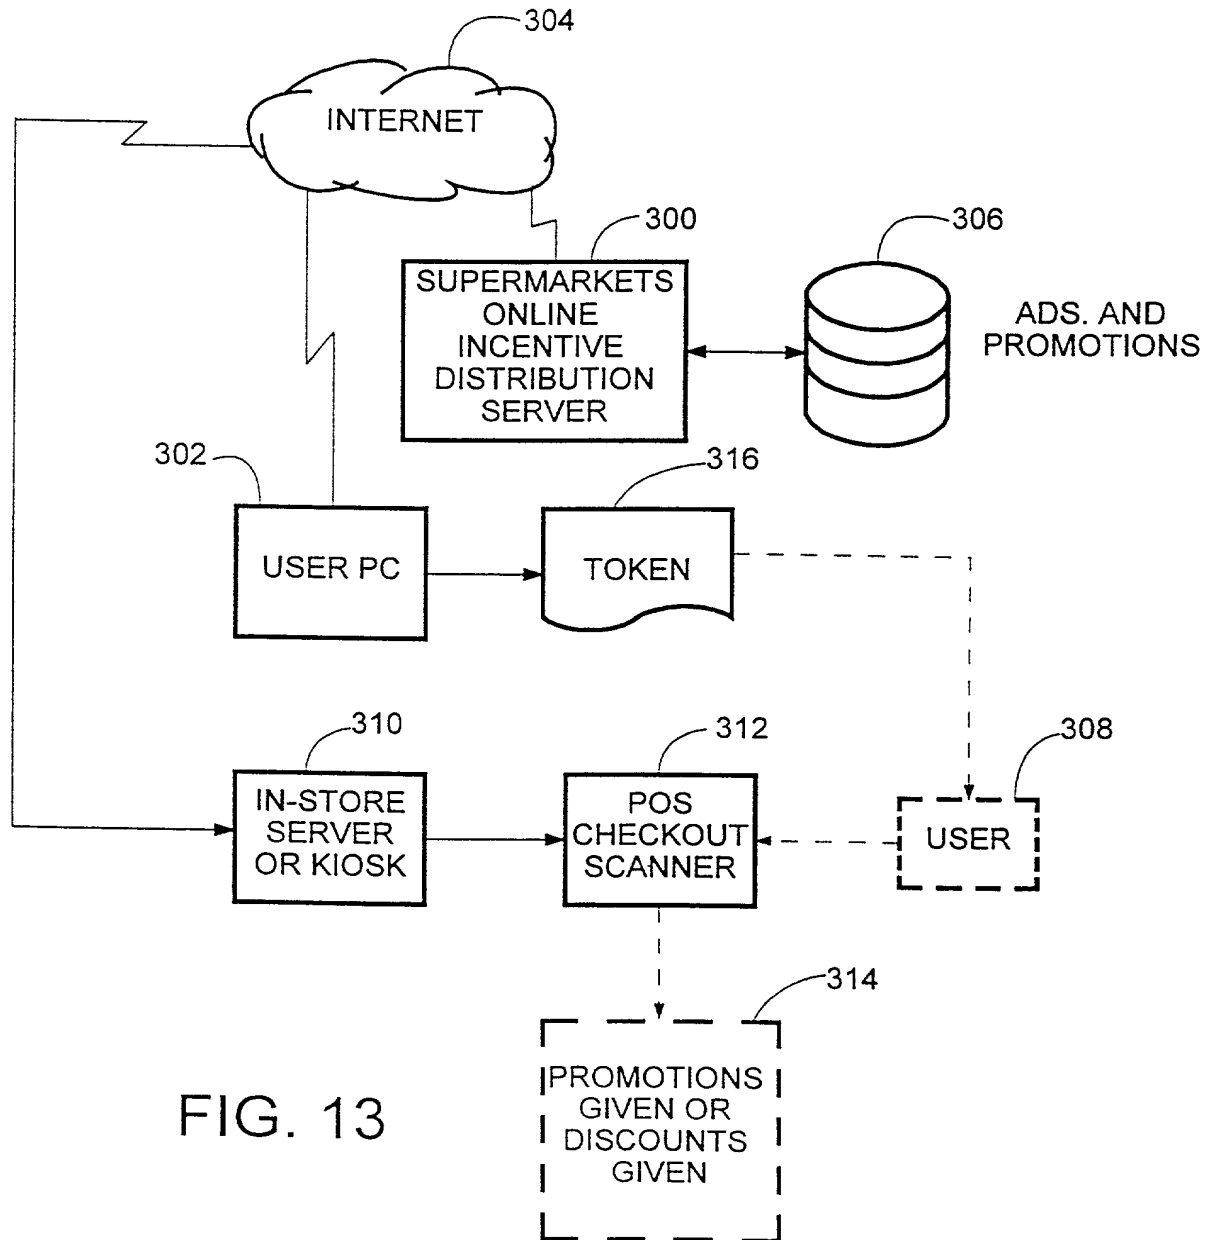 304
INTERNET
300
306
SUPERMARKETS
ONLINE
INCENTIVE
DISTRIBUTION
SERVER
ADS. AND
PROMOTIONS
302
316
USER PC
TOKEN
310
312
308
IN-STORE
SERVER
OR KIOSK
POS
CHECKOUT
SCANNER
USER
314
PROMOTIONS
GIVEN OR
DISCOUNTS
GIVEN
FIG. 13